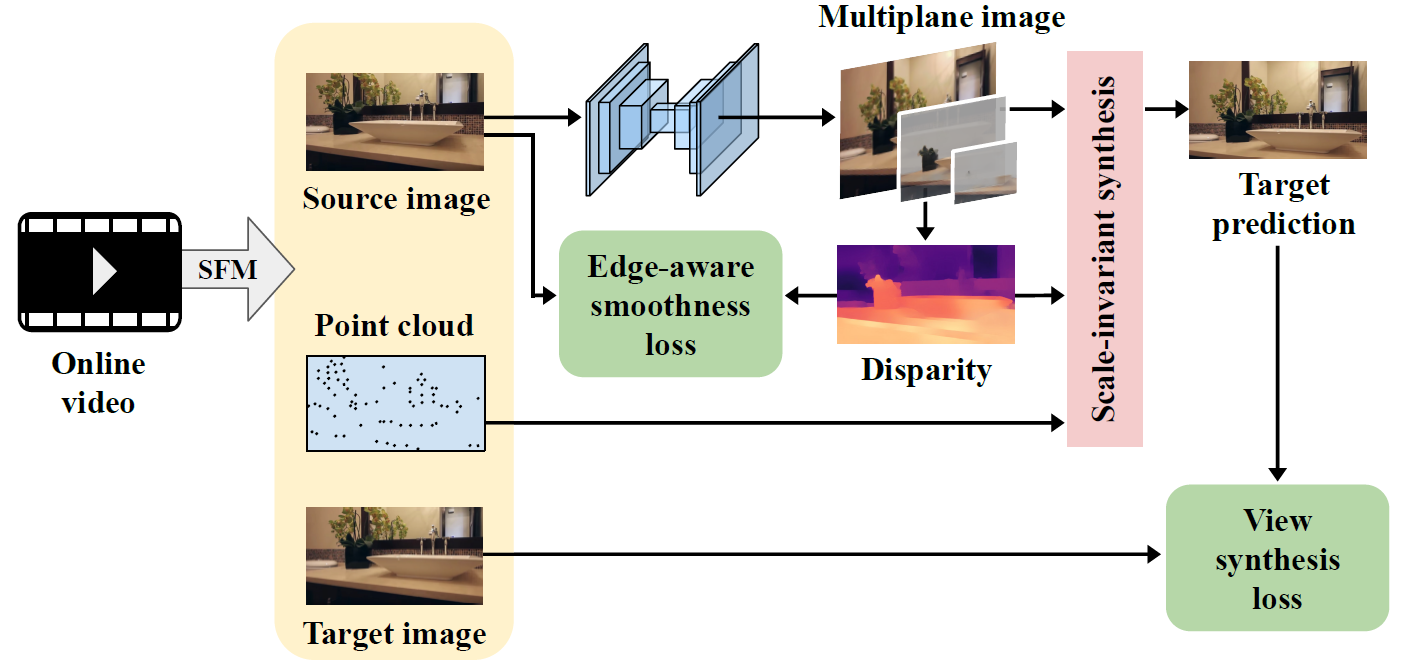 Multiplane image
Source image
SFM
Online
video
Point cloud
Target image
Edge-aware
smoothness
loss
Disparity
Scale-invariant synthesis
Target
prediction
View
synthesis
loss